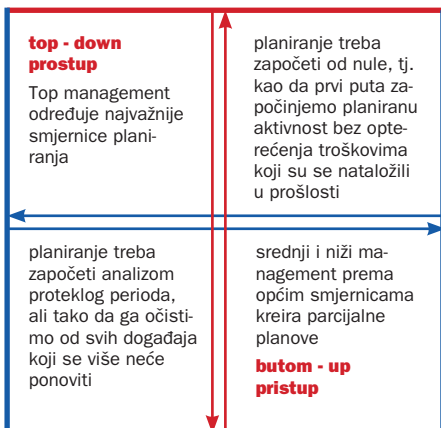 top - down
prostup
Top management
određuje najvažnije
smjernice plani-
ranja
planiranje treba
započeti od nule, tj.
kao da prvi puta za-
počinjemo planiranu
aktivnost bez opte-
rećenja troškovima
koji su se nataložili
u prošlosti
planiranje treba
započeti analizom
proteklog perioda,
ali tako da ga očisti-
mo od svih događaja
koji se više neće
ponoviti
srednji i niži ma-
nagement prema
općim smjernicama
kreira parcijalne
planove
butom - up
pristup